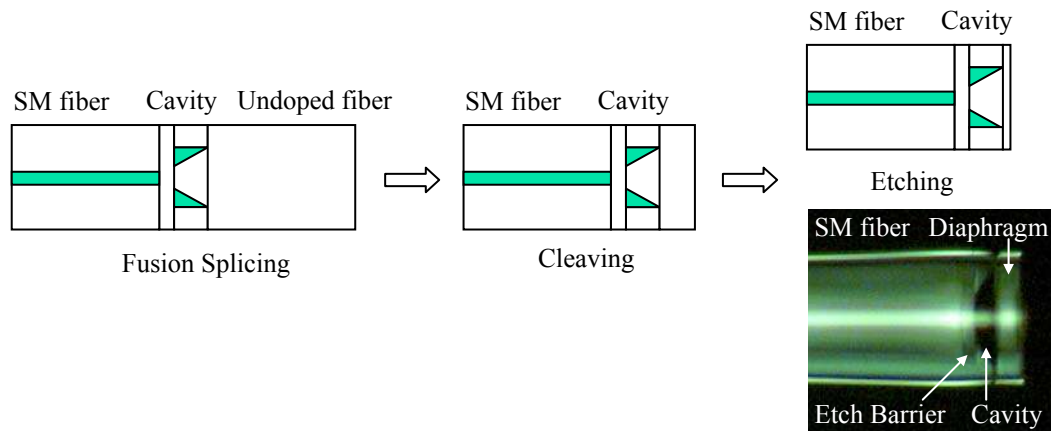 SM fiber Cavity Undoped fiber
Fusion Splicing
SM fiber Cavity
Cleaving
SM fiber Cavity
Etching
SM fiber Diaphragm
Etch Barrier Cavity